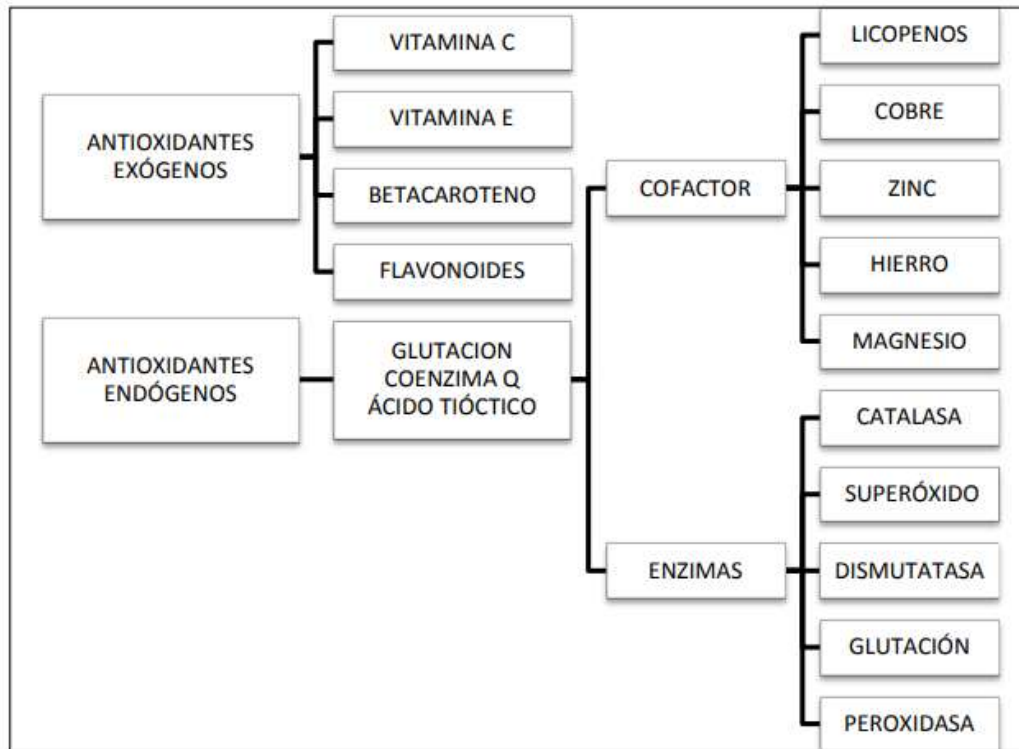 ANTIOXIDANTES
EXÓGENOS
VITAMINA C
VITAMINA E
BETACAROTENO
FLAVONOIDES
ANTIOXIDANTES
ENDÓGENOS
GLUTACION
COENZIMA Q
ÁCIDO TIÓCTICO
COFACTOR
LICOPENOS
COBRE
ZINC
HIERRO
MAGNESIO
ENZIMAS
CATALASA
SUPERÓXIDO
DISMUTATASA
GLUTACIÓN
PEROXIDASA